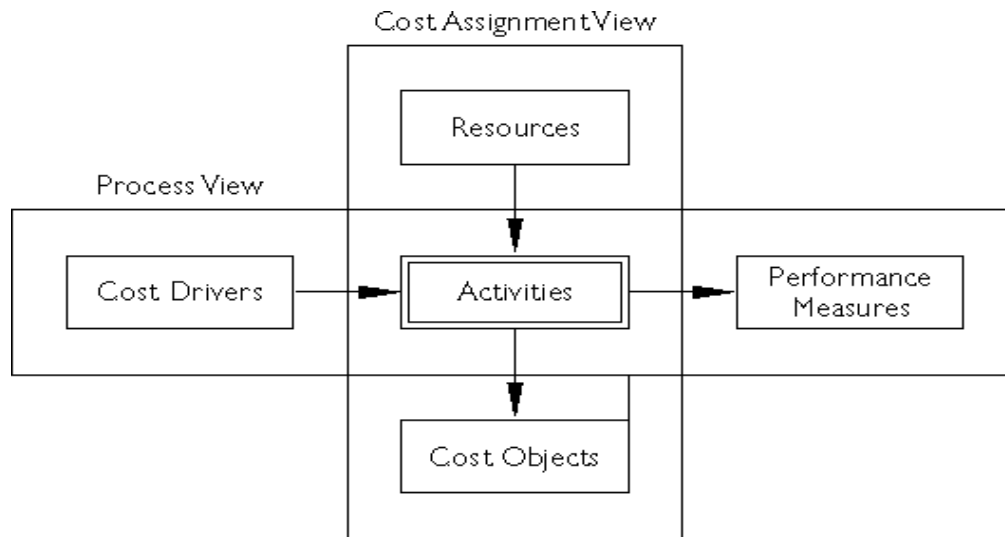 Cost Assignment View
Resources
Process View
Cost Drivers
Activities
Performance
Measures
Cost Objects